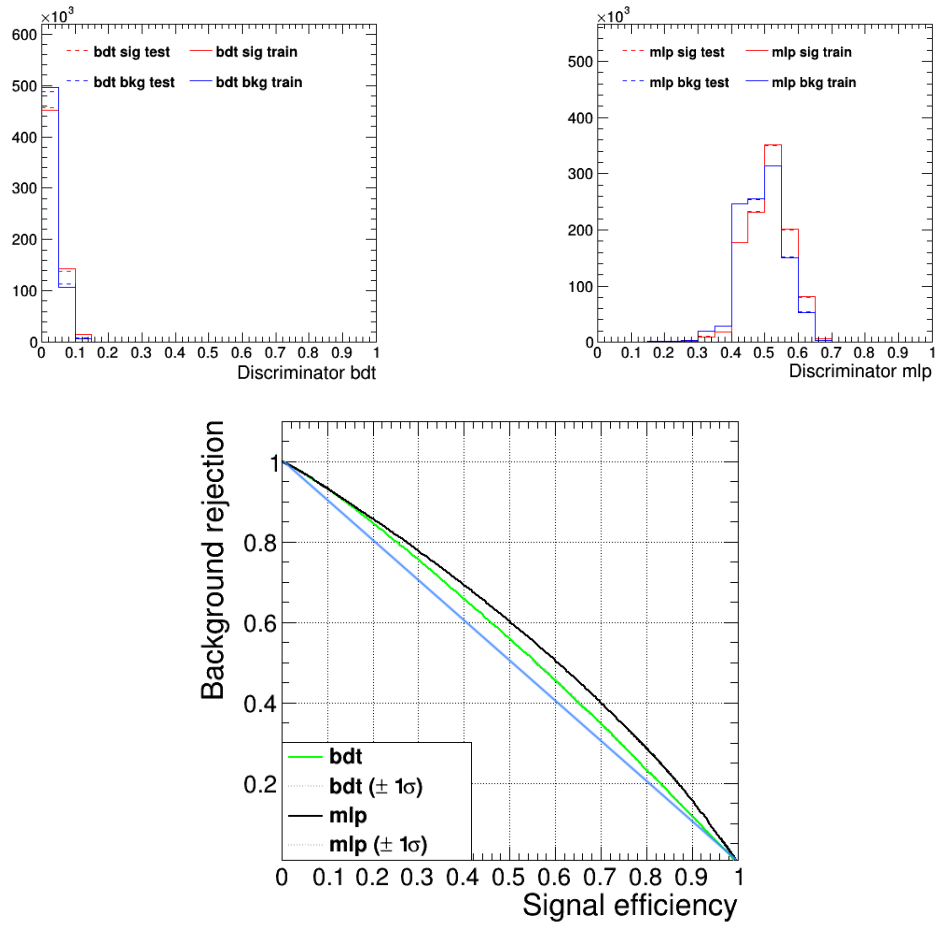 ×10³
600
500
400
300
200
100
0
0 0.1 0.2 0.3 0.4 0.5 0.6 0.7 0.8 0.9 1
Discriminator bdt
bdt sig test
bdt sig train
bdt bkg test
bdt bkg train
×10³
500
400
300
200
100
0
0 0.1 0.2 0.3 0.4 0.5 0.6 0.7 0.8 0.9 1
Discriminator mlp
mlp sig test
mlp sig train
mlp bkg test
mlp bkg train
Background rejection
1
0.8
0.6
0.4
0.2
bdt
bdt (± 1σ)
mlp
mlp (± 1σ)
0 0.1 0.2 0.3 0.4 0.5 0.6 0.7 0.8 0.9 1
Signal efficiency